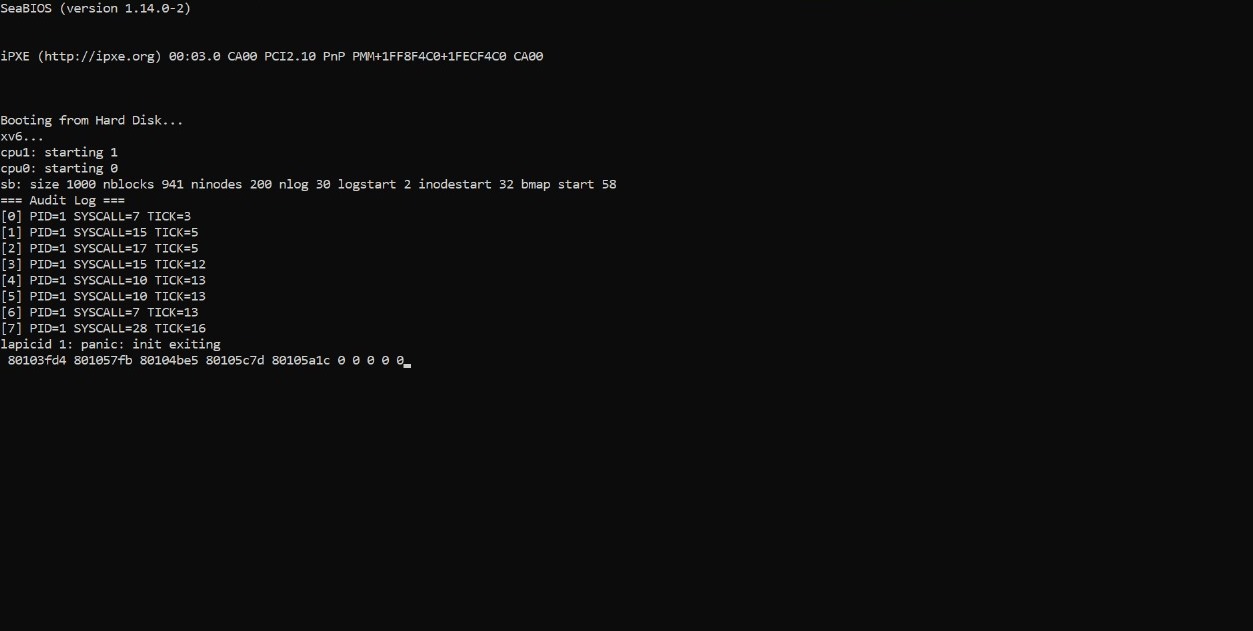 SeaBIOS (version 1.14.0-2)
iPXE (http://ipxe.org) 00:03.0 CA00 PCI2.10 PnP PMM+1FF8F4C0+1FECF4C0 CA00
Booting from Hard Disk...
xv6...
cpu1: starting 1
cpu0: starting 0
sb: size 1000 nblocks 941 ninodes 200 nlog 30 logstart 2 inodestart 32 bmap start 58
=== Audit Log ===
[0] PID=1 SYSCALL=7 TICK=3
[1] PID=1 SYSCALL=15 TICK=5
[2] PID=1 SYSCALL=17 TICK=5
[3] PID=1 SYSCALL=15 TICK=12
[4] PID=1 SYSCALL=10 TICK=13
[5] PID=1 SYSCALL=10 TICK=13
[6] PID=1 SYSCALL=7 TICK=13
[7] PID=1 SYSCALL=28 TICK=16
lapicid 1: panic: init exiting
 80103fd4 801057fb 80104be5 80105c7d 80105a1c 0 0 0 0 0